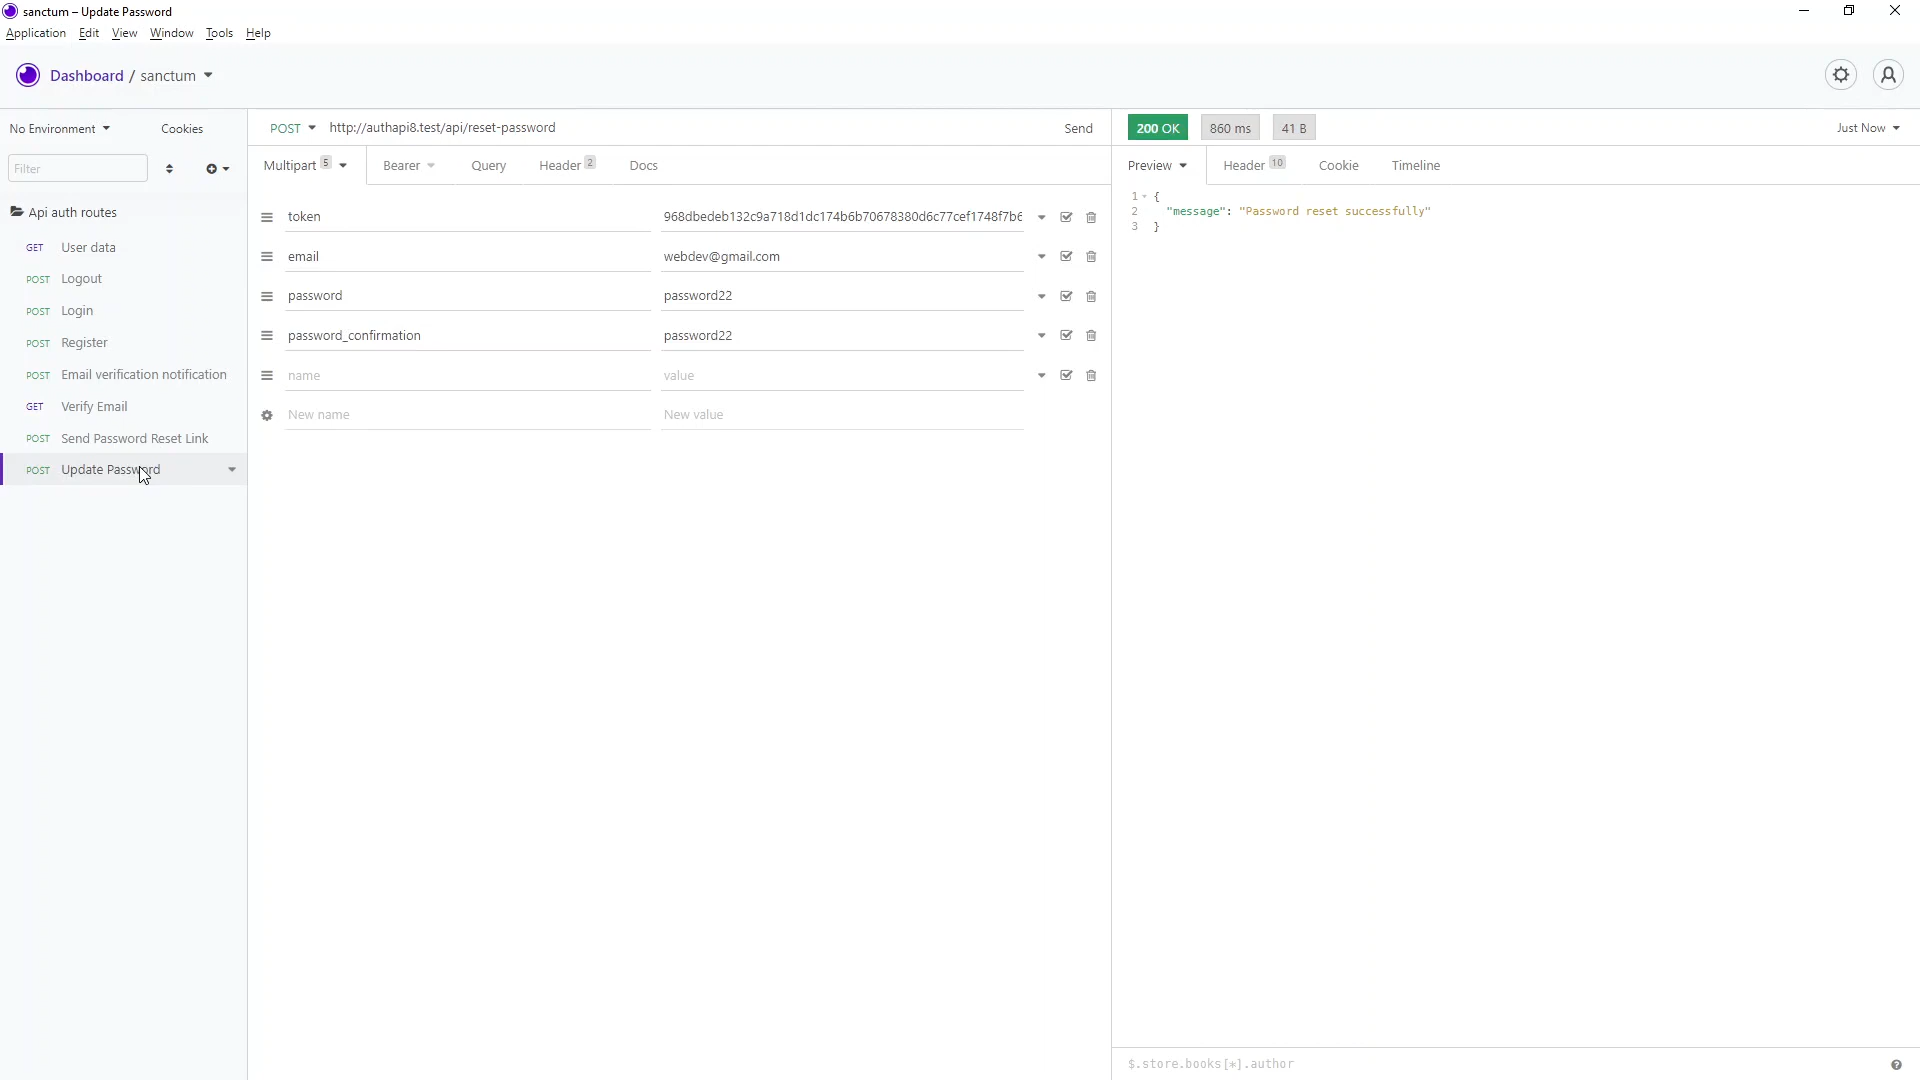 sanctum – Update Password
Application Edit View Window Tools Help
Dashboard / sanctum
No Environment Cookies
POST http://authapi8.test/api/reset-password Send
200 OK 860 ms 41 B Just Now
Filter
Multipart 5 Bearer Query Header 2 Docs
Preview Header 10 Cookie Timeline
Api auth routes
GET User data
POST Logout
POST Login
POST Register
POST Email verification notification
GET Verify Email
POST Send Password Reset Link
POST Update Password
token 968dbedeb132c9a718d1dc174b6b70678380d6c77cef1748f7b6
email webdev@gmail.com
password password22
password_confirmation password22
name value
New name New value
1 {
2 "message": "Password reset successfully"
3 }
$.store.books[*].author